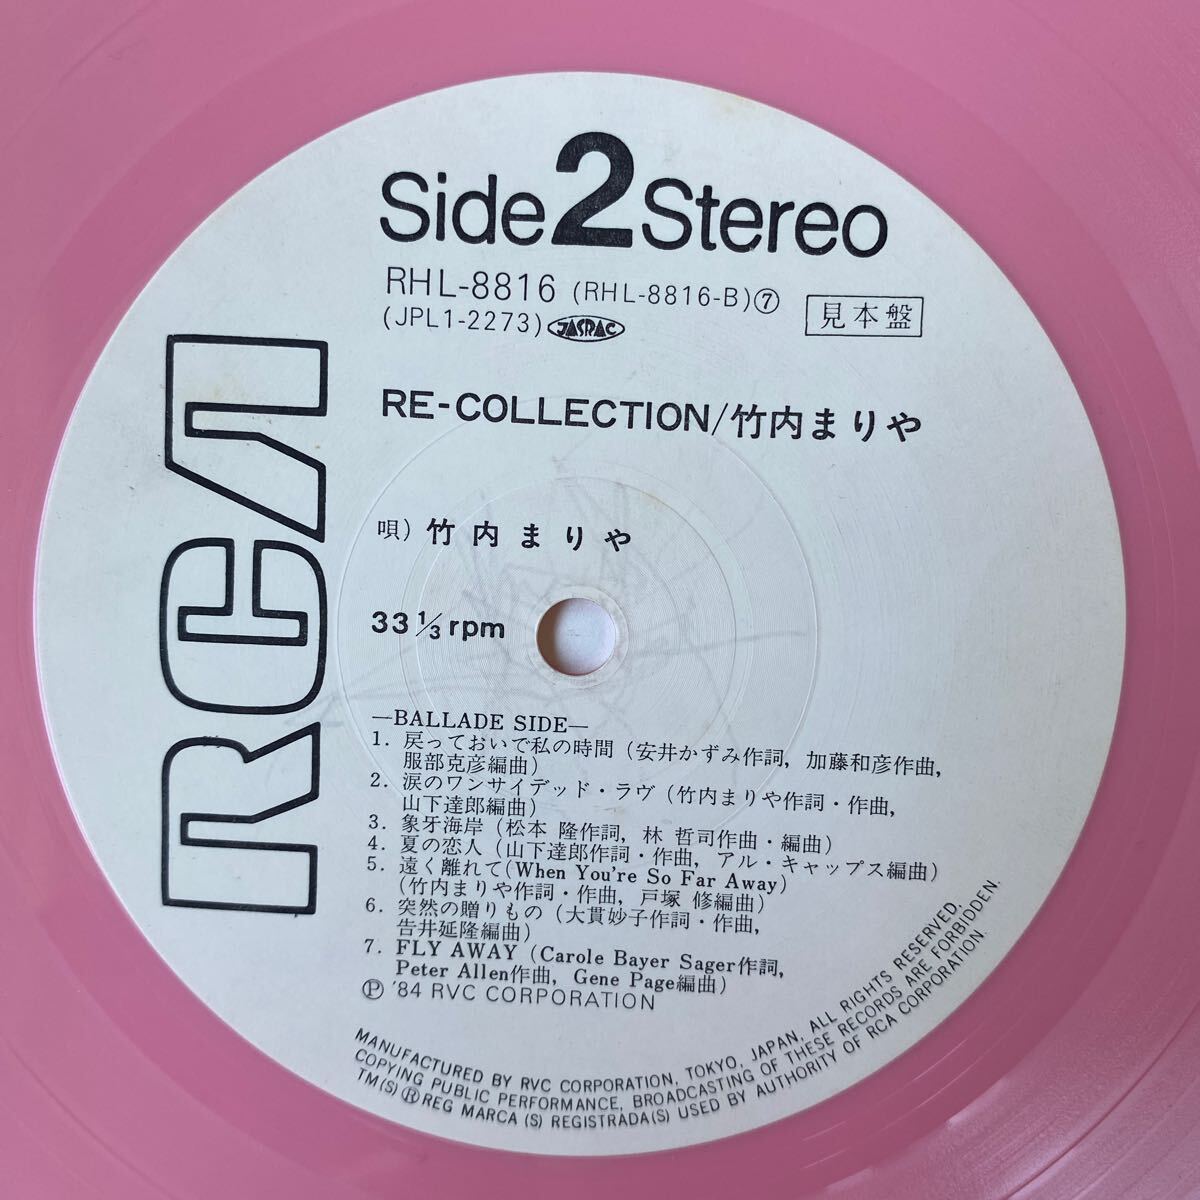 Side 2 Stereo
RHL-8816 (RHL-8816-B)⑦
(JPL1-2273) JASRAC
見本盤
RCA
RE-COLLECTION/竹内まりや
唄) 竹内まりや
33 1/3 rpm
—BALLADE SIDE—
1. 戻っておいで私の時間 (安井かずみ作詞, 加藤和彦作曲,
服部克彦編曲)
2. 涙のワンサイデッド・ラヴ (竹内まりや作詞・作曲,
山下達郎編曲)
3. 象牙海岸 (松本 隆作詞, 林 哲司作曲・編曲)
4. 夏の恋人 (山下達郎作詞・作曲, アル・キャップス編曲)
5. 遠く離れて(When You're So Far Away)
(竹内まりや作詞・作曲, 戸塚 修編曲)
6. 突然の贈りもの (大貫妙子作詞・作曲,
告井延隆編曲)
7. FLY AWAY (Carole Bayer Sager作詞,
Peter Allen作曲, Gene Page編曲)
Ⓟ '84 RVC CORPORATION
MANUFACTURED BY RVC CORPORATION, TOKYO, JAPAN, ALL RIGHTS RESERVED,
COPYING PUBLIC PERFORMANCE, BROADCASTING OF THESE RECORDS ARE FORBIDDEN.
TM(S) ® REG MARCA (S) REGISTRADA(S) USED BY AUTHORITY OF RCA CORPORATION.